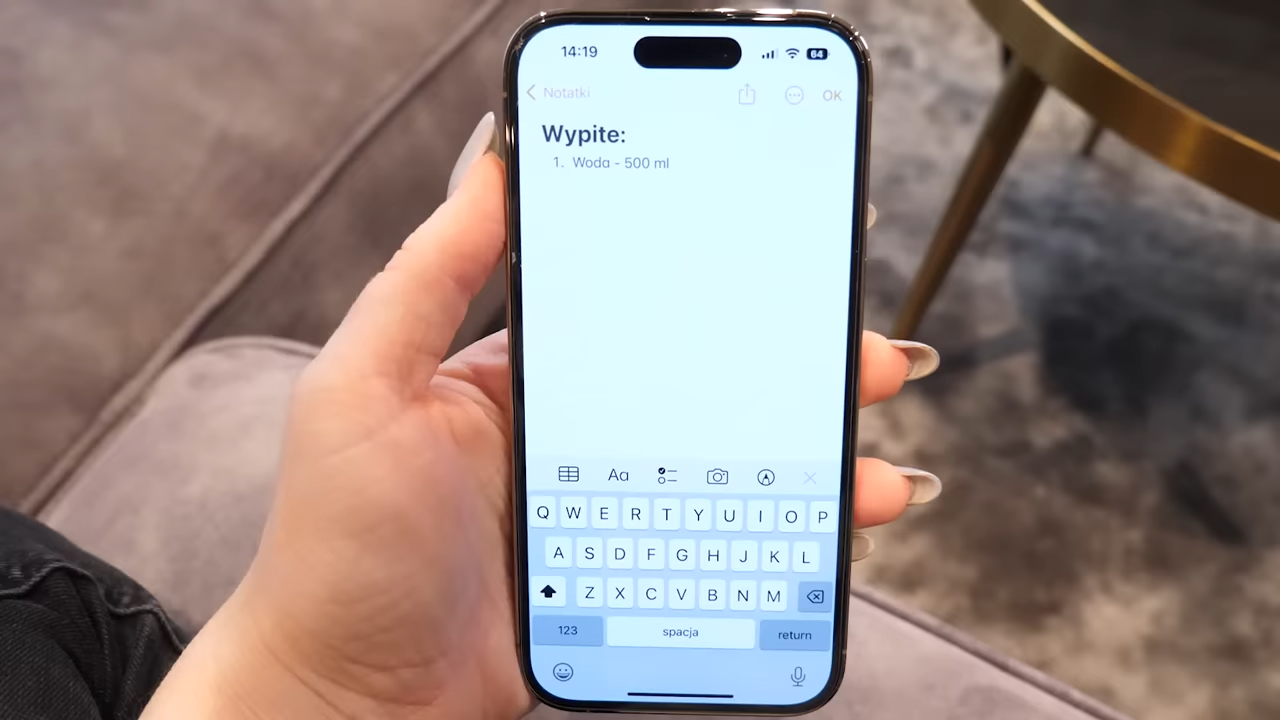 14:19
64
Notatki
OK
Wypite:
1. Woda - 500 ml
Aa
Q W E R T Y U I O P
A S D F G H J K L
Z X C V B N M
123 spacja return